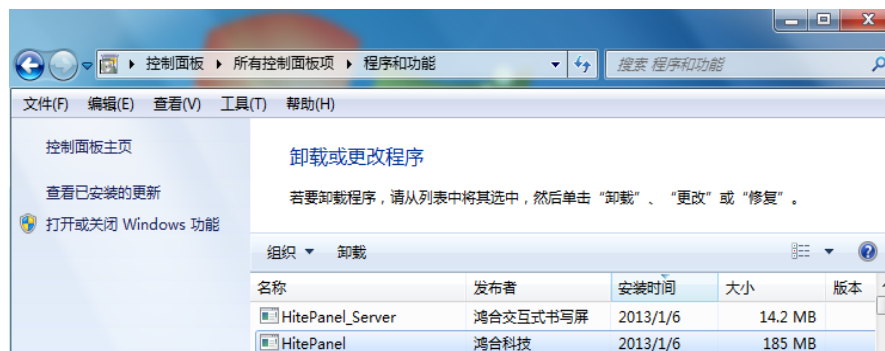 控制面板 ▸ 所有控制面板项 ▸ 程序和功能 搜索 程序和功能
文件(F) 编辑(E) 查看(V) 工具(T) 帮助(H)
控制面板主页
查看已安装的更新
打开或关闭 Windows 功能
卸载或更改程序
若要卸载程序，请从列表中将其选中，然后单击“卸载”、“更改”或“修复”。
组织 卸载
名称 发布者 安装时间 大小 版本
HitePanel_Server 鸿合交互式书写屏 2013/1/6 14.2 MB
HitePanel 鸿合科技 2013/1/6 185 MB